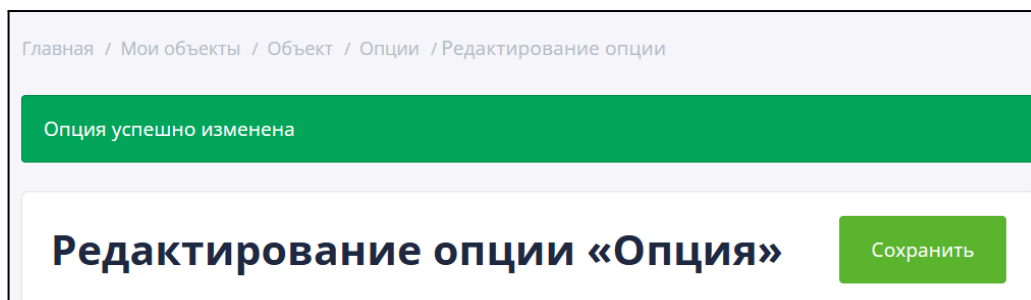 Главная / Мои объекты / Объект / Опции / Редактирование опции
Опция успешно изменена
Редактирование опции «Опция»
Сохранить